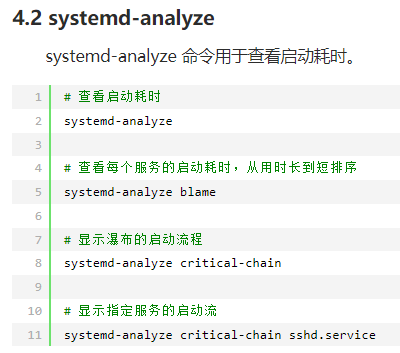 4.2 systemd-analyze
systemd-analyze 命令用于查看启动耗时。
1 # 查看启动耗时
2 systemd-analyze
3
4 # 查看每个服务的启动耗时，从用时长到短排序
5 systemd-analyze blame
6
7 # 显示瀑布的启动流程
8 systemd-analyze critical-chain
9
10 # 显示指定服务的启动流
11 systemd-analyze critical-chain sshd.service